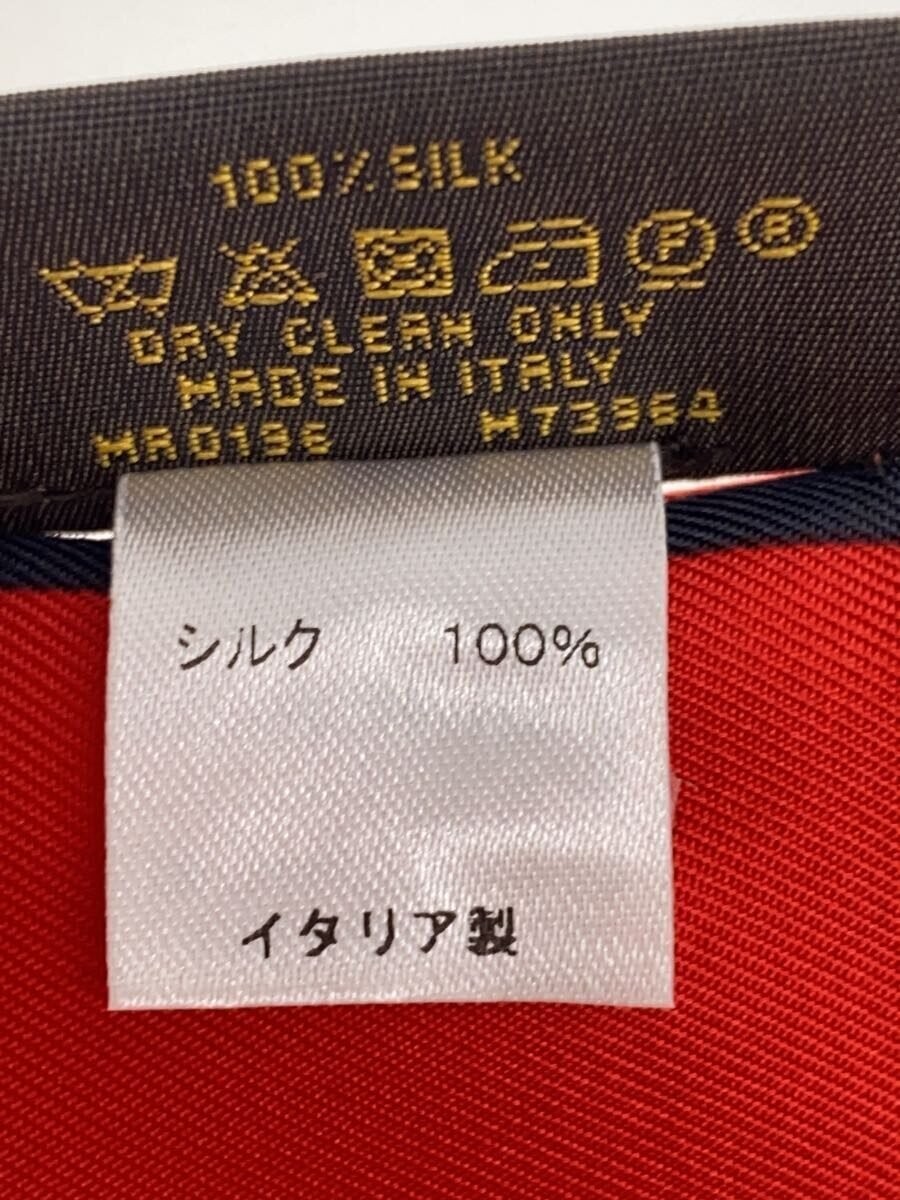 100% SILK
F R
DRY CLEAN ONLY
MADE IN ITALY
MR0196 M73964
シルク 100%
イタリア製